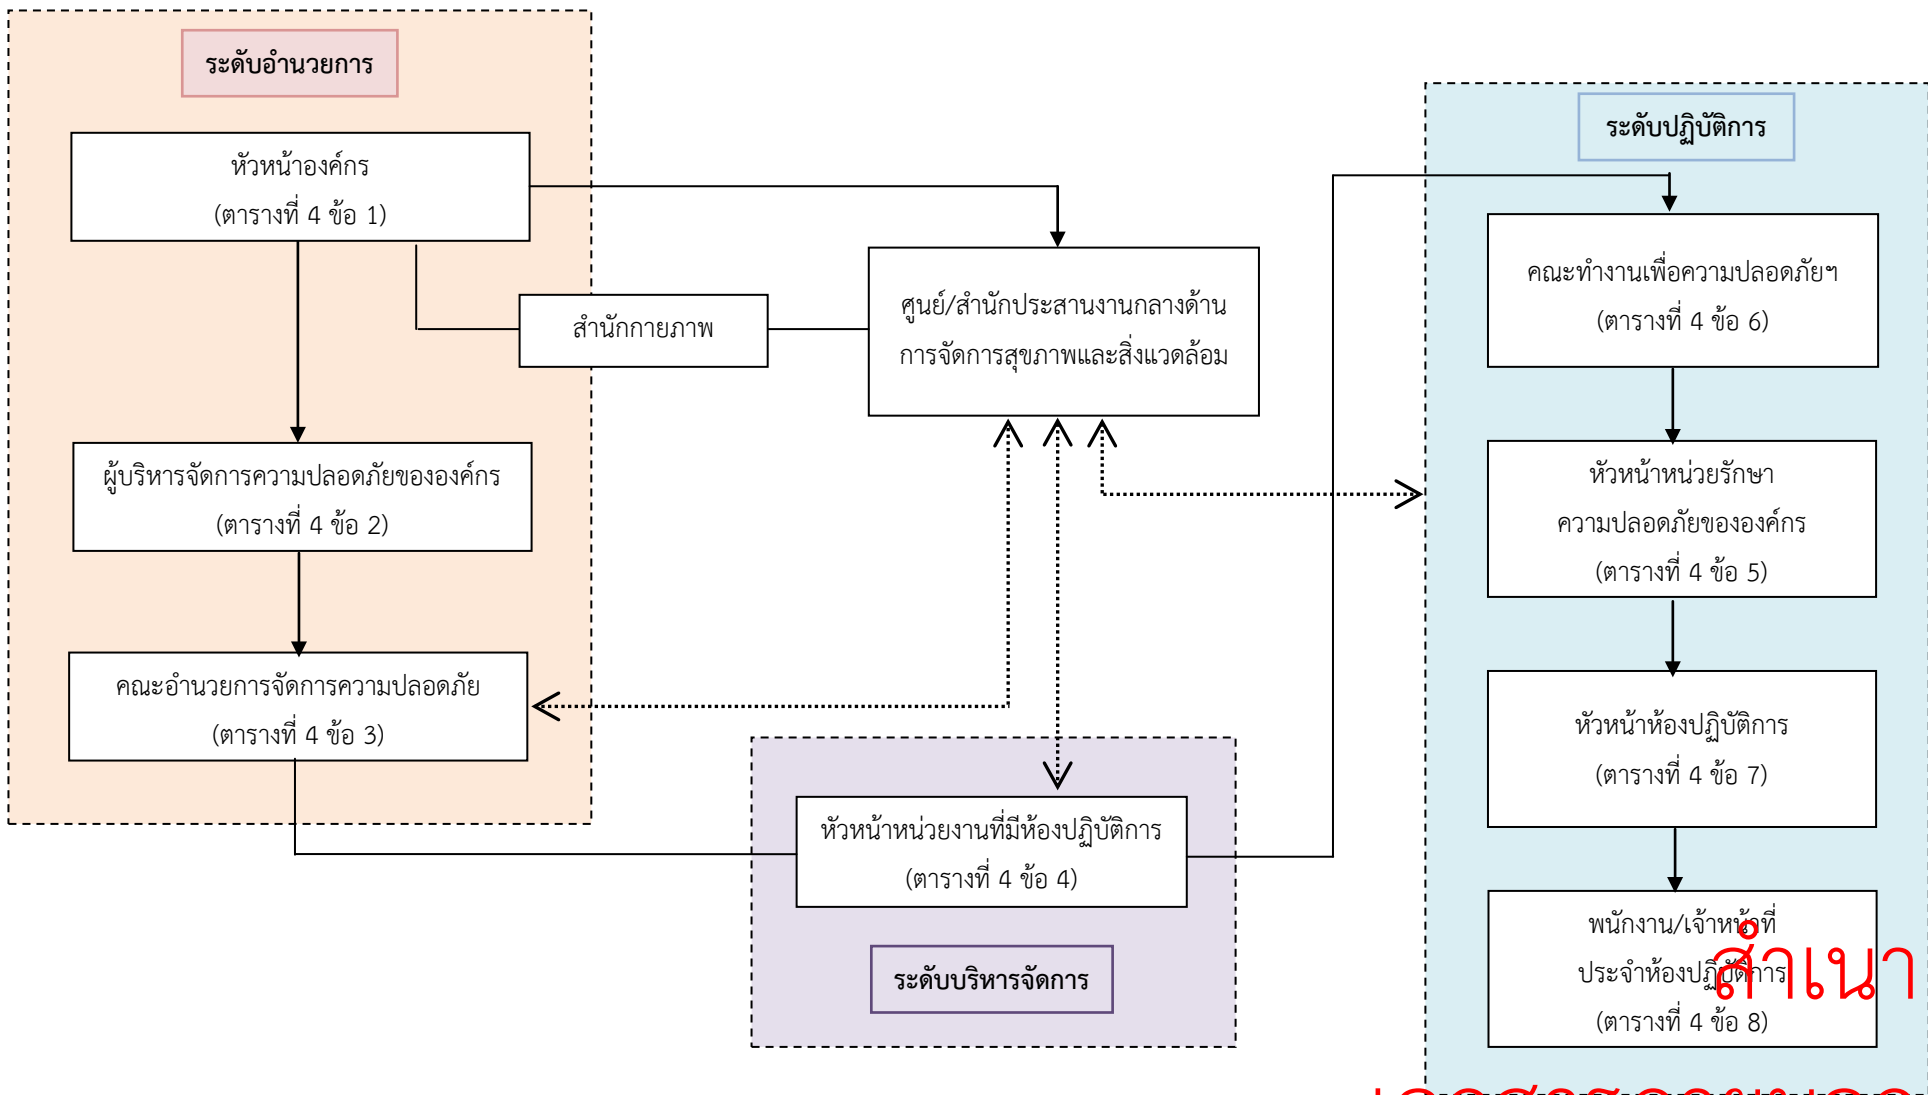 ระดับอำนวยการ
หัวหน้าองค์กร
(ตารางที่ 4 ข้อ 1)
สำนักกายภาพ
ผู้บริหารจัดการความปลอดภัยขององค์กร
(ตารางที่ 4 ข้อ 2)
คณะอำนวยการจัดการความปลอดภัย
(ตารางที่ 4 ข้อ 3)
ศูนย์/สำนักประสานงานกลางด้าน
การจัดการสุขภาพและสิ่งแวดล้อม
หัวหน้าหน่วยงานที่มีห้องปฏิบัติการ
(ตารางที่ 4 ข้อ 4)
ระดับบริหารจัดการ
ระดับปฏิบัติการ
คณะทำงานเพื่อความปลอดภัยฯ
(ตารางที่ 4 ข้อ 6)
หัวหน้าหน่วยรักษา
ความปลอดภัยขององค์กร
(ตารางที่ 4 ข้อ 5)
หัวหน้าห้องปฏิบัติการ
(ตารางที่ 4 ข้อ 7)
พนักงาน/เจ้าหน้าที่
ประจำห้องปฏิบัติการ
(ตารางที่ 4 ข้อ 8)
สำเนา